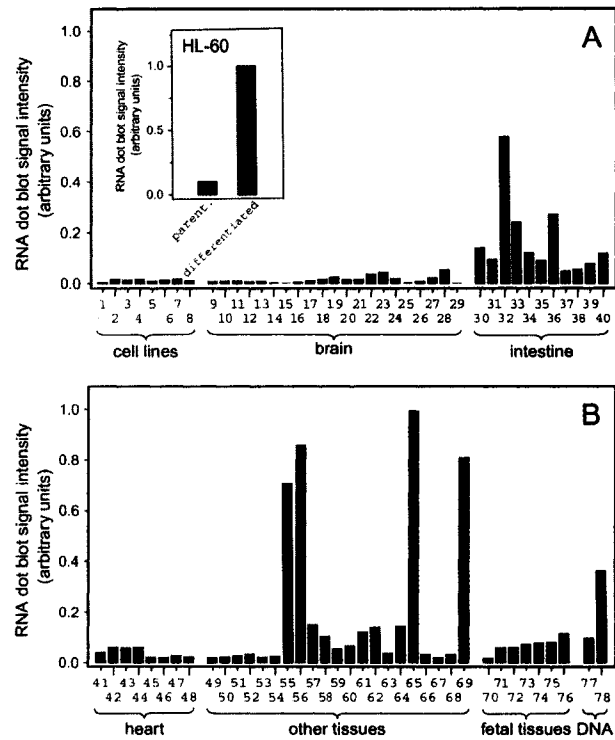 A
HL-60
RNA dot blot signal intensity
(arbitrary units)
1.0
0.5
0.0
parent.
differentiated
RNA dot blot signal intensity
(arbitrary units)
1.0
0.8
0.6
0.4
0.2
0.0
1 3 5 7 9 11 13 15 17 19 21 23 25 27 29 31 33 35 37 39
2 4 6 8 10 12 14 16 18 20 22 24 26 28 30 32 34 36 38 40
cell lines brain intestine
B
RNA dot blot signal intensity
(arbitrary units)
1.0
0.8
0.6
0.4
0.2
0.0
41 43 45 47 49 51 53 55 57 59 61 63 65 67 69 71 73 75 77
42 44 46 48 50 52 54 56 58 60 62 64 66 68 70 72 74 76 78
heart other tissues fetal tissues DNA